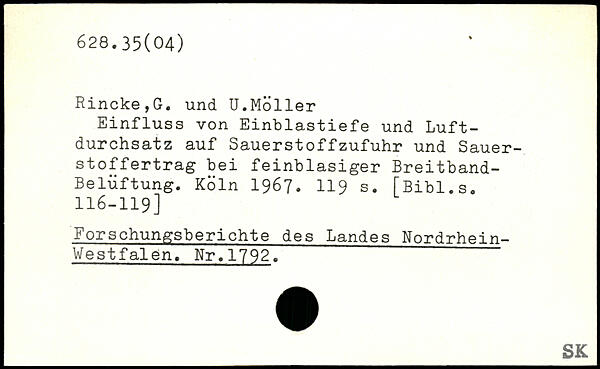 628.35(04)
Rincke,G. und U.Möller
Einfluss von Einblastiefe und Luft-
durchsatz auf Sauerstoffzufuhr und Sauer-
stoffertrag bei feinblasiger Breitband-
Belüftung. Köln 1967. 119 s. [Bibl.s.
116-119]
Forschungsberichte des Landes Nordrhein-
Westfalen. Nr.1792.
SK